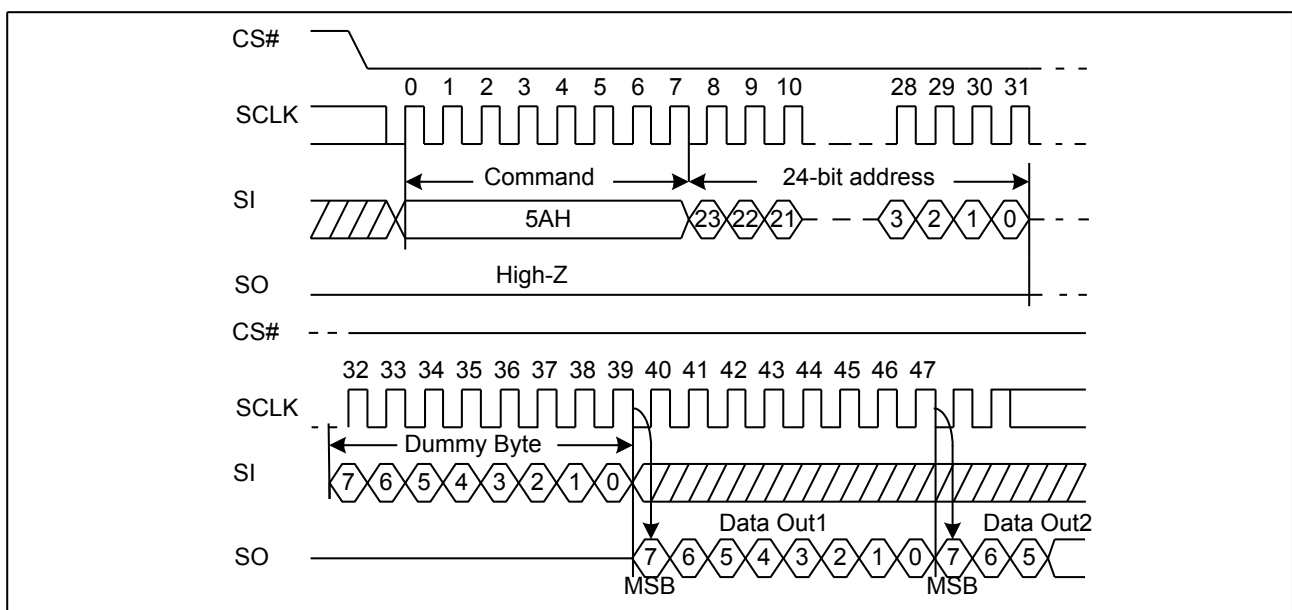 CS#
0 1 2 3 4 5 6 7 8 9 10 28 29 30 31
SCLK
Command 24-bit address
SI
5AH 23 22 21 3 2 1 0
High-Z
SO
CS#
32 33 34 35 36 37 38 39 40 41 42 43 44 45 46 47
SCLK
Dummy Byte
SI
7 6 5 4 3 2 1 0
Data Out1 Data Out2
SO
7 6 5 4 3 2 1 0 7 6 5
MSB MSB